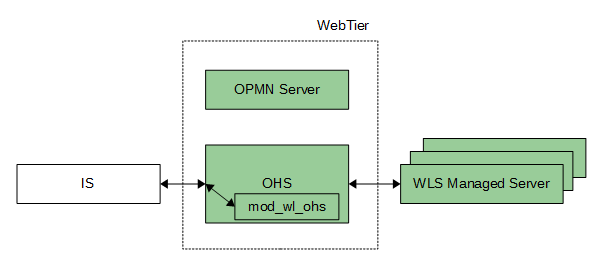 WebTier
OPMN Server
IS
OHS
mod_wl_ohs
WLS Managed Server